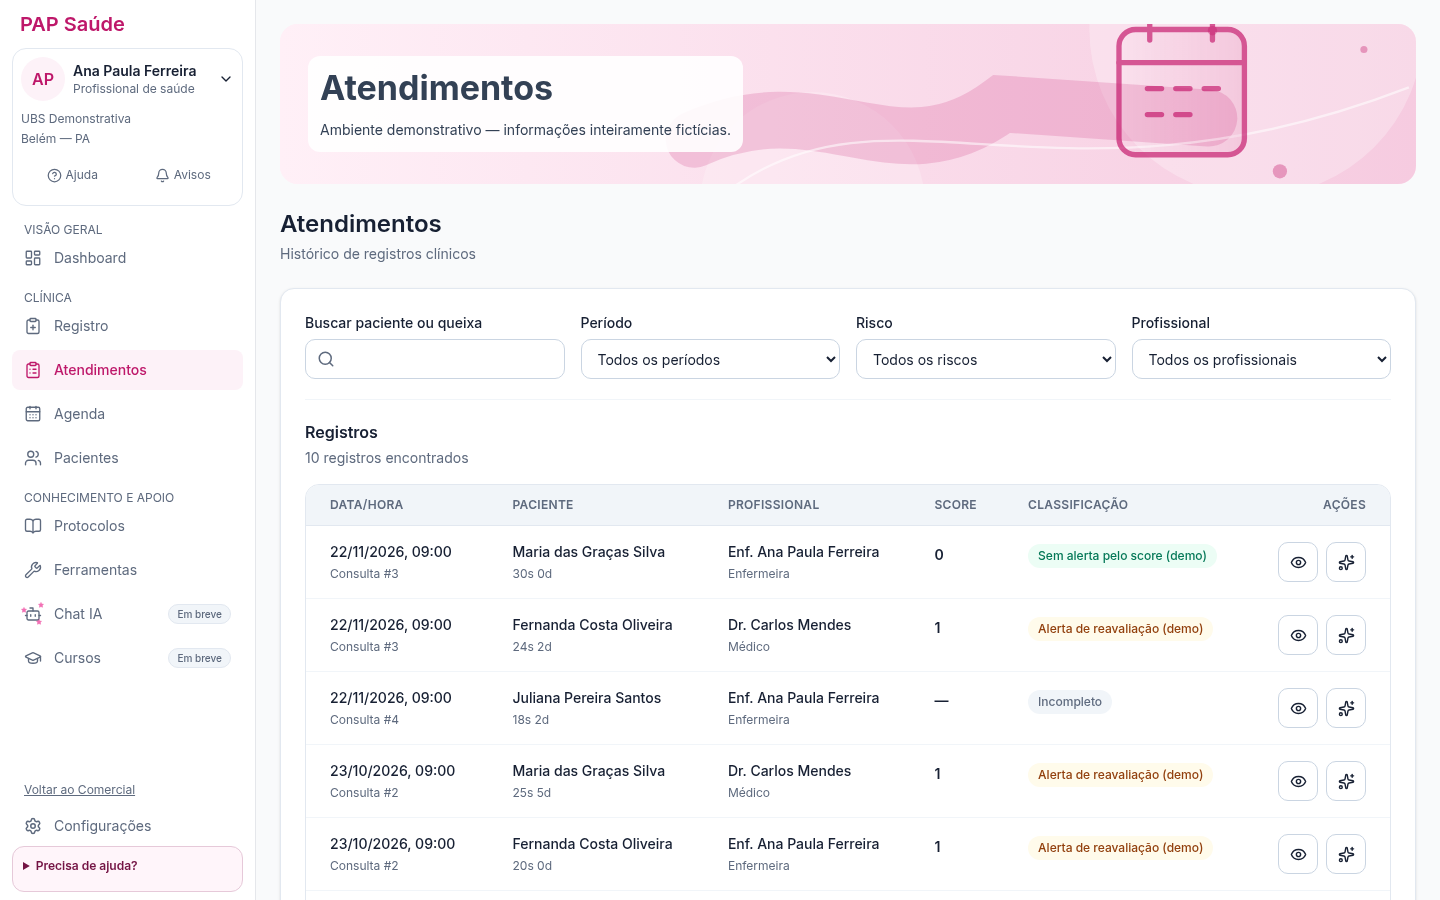 PAP Saúde
AP
Ana Paula Ferreira
Profissional de saúde
UBS Demonstrativa
Belém — PA
Ajuda
Avisos
VISÃO GERAL
Dashboard
CLÍNICA
Registro
Atendimentos
Agenda
Pacientes
CONHECIMENTO E APOIO
Protocolos
Ferramentas
Chat IA
Em breve
Cursos
Em breve
Voltar ao Comercial
Configurações
Precisa de ajuda?
Atendimentos
Ambiente demonstrativo — informações inteiramente fictícias.
Atendimentos
Histórico de registros clínicos
Buscar paciente ou queixa
Período
Risco
Profissional
Todos os períodos
Todos os riscos
Todos os profissionais
Registros
10 registros encontrados
DATA/HORA PACIENTE PROFISSIONAL SCORE CLASSIFICAÇÃO AÇÕES
22/11/2026, 09:00 Maria das Graças Silva Enf. Ana Paula Ferreira 0 Sem alerta pelo score (demo)
Consulta #3 30s 0d Enfermeira
22/11/2026, 09:00 Fernanda Costa Oliveira Dr. Carlos Mendes 1 Alerta de reavaliação (demo)
Consulta #3 24s 2d Médico
22/11/2026, 09:00 Juliana Pereira Santos Enf. Ana Paula Ferreira — Incompleto
Consulta #4 18s 2d Enfermeira
23/10/2026, 09:00 Maria das Graças Silva Dr. Carlos Mendes 1 Alerta de reavaliação (demo)
Consulta #2 25s 5d Médico
23/10/2026, 09:00 Fernanda Costa Oliveira Enf. Ana Paula Ferreira 1 Alerta de reavaliação (demo)
Consulta #2 20s 0d Enfermeira